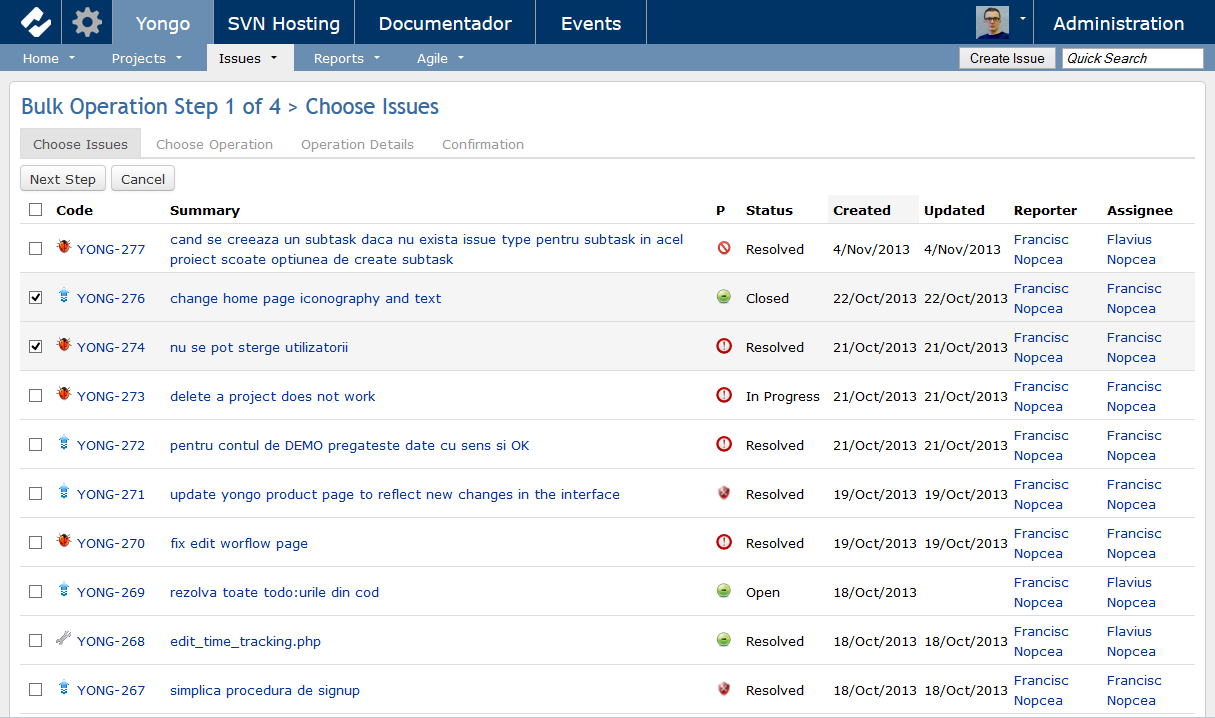 Yongo SVN Hosting Documentador Events Administration
Home Projects Issues Reports Agile Create Issue Quick Search
Bulk Operation Step 1 of 4 > Choose Issues
Choose Issues Choose Operation Operation Details Confirmation
Next Step Cancel
Code Summary P Status Created Updated Reporter Assignee
YONG-277 cand se creeaza un subtask daca nu exista issue type pentru subtask in acel Resolved 4/Nov/2013 4/Nov/2013 Francisc Flavius
proiect scoate optiunea de create subtask Nopcea Nopcea
YONG-276 change home page iconography and text Closed 22/Oct/2013 22/Oct/2013 Francisc Francisc
Nopcea Nopcea
YONG-274 nu se pot sterge utilizatorii Resolved 21/Oct/2013 21/Oct/2013 Francisc Francisc
Nopcea Nopcea
YONG-273 delete a project does not work In Progress 21/Oct/2013 21/Oct/2013 Francisc Francisc
Nopcea Nopcea
YONG-272 pentru contul de DEMO pregateste date cu sens si OK Resolved 21/Oct/2013 21/Oct/2013 Francisc Francisc
Nopcea Nopcea
YONG-271 update yongo product page to reflect new changes in the interface Resolved 19/Oct/2013 19/Oct/2013 Francisc Francisc
Nopcea Nopcea
YONG-270 fix edit worflow page Resolved 19/Oct/2013 19/Oct/2013 Francisc Francisc
Nopcea Nopcea
YONG-269 rezolva toate todo:urile din cod Open 18/Oct/2013 Francisc Flavius
Nopcea Nopcea
YONG-268 edit_time_tracking.php Resolved 18/Oct/2013 18/Oct/2013 Francisc Flavius
Nopcea Nopcea
YONG-267 simplica procedura de signup Resolved 18/Oct/2013 18/Oct/2013 Francisc Francisc
Nopcea Nopcea